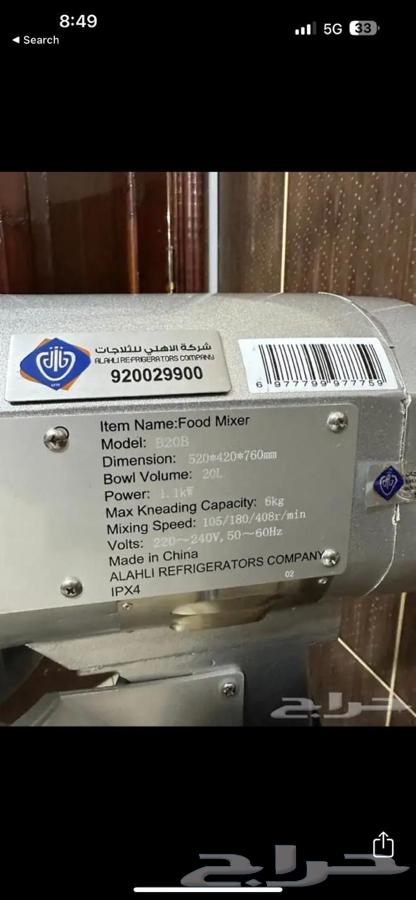 8:49
5G 33
◀ Search
شركة الاهلي للثلاجات
ALAHLI REFRIGERATORS COMPANY
920029900
6 977799 977759
Item Name:Food Mixer
Model: B20B
Dimension: 520*420*760mm
Bowl Volume: 20L
Power: 1.1kW
Max Kneading Capacity: 6kg
Mixing Speed: 105/180/408r/min
Volts: 220~240V,50~60Hz
Made in China
ALAHLI REFRIGERATORS COMPANY
02
IPX4
حراج
حراج